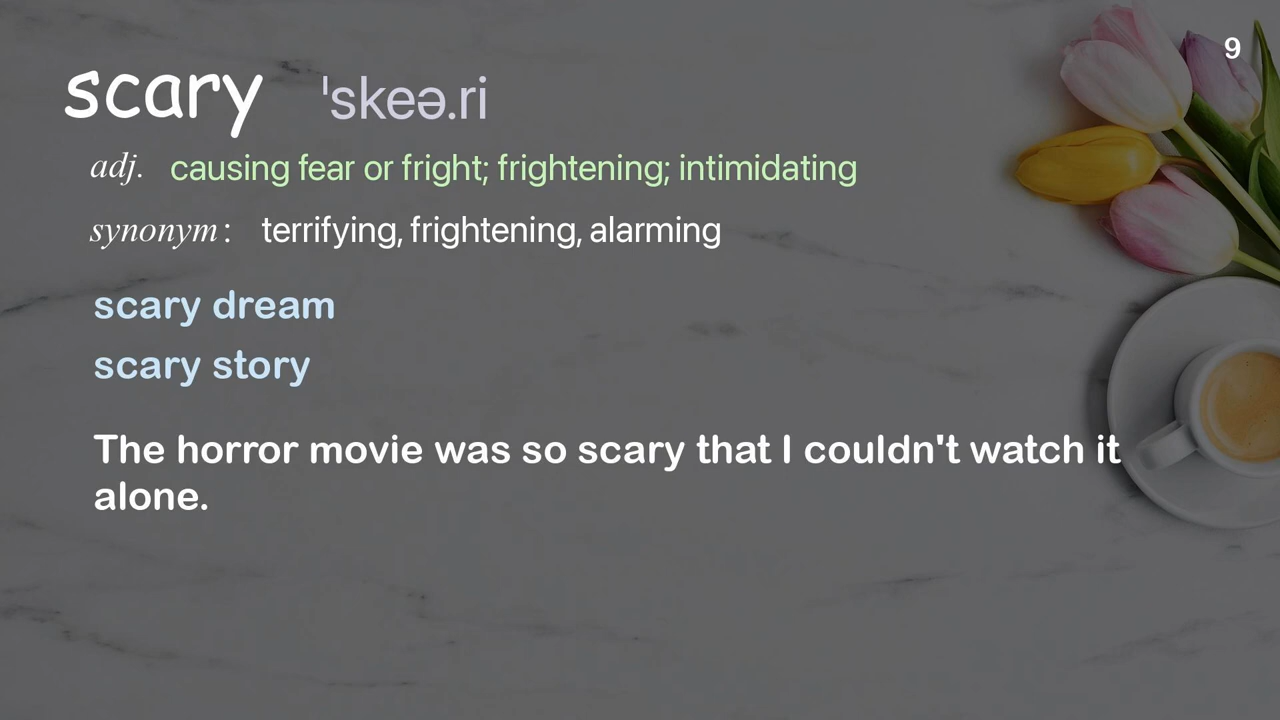 9
scary ˈskeə.ri
adj. causing fear or fright; frightening; intimidating
synonym: terrifying, frightening, alarming
scary dream
scary story
The horror movie was so scary that I couldn't watch it
alone.